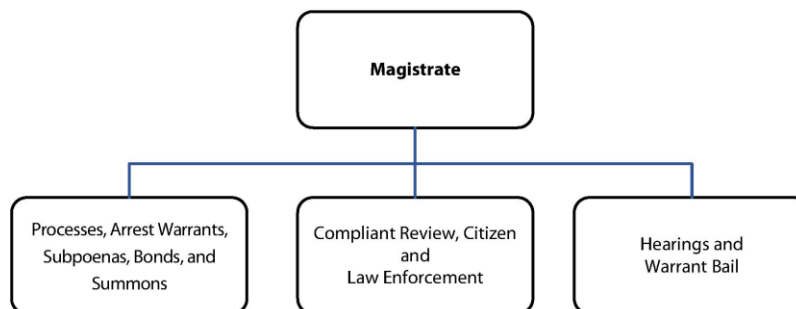 Magistrate
Processes, Arrest Warrants,
Subpoenas, Bonds, and
Summons
Compliant Review, Citizen
and
Law Enforcement
Hearings and
Warrant Bail